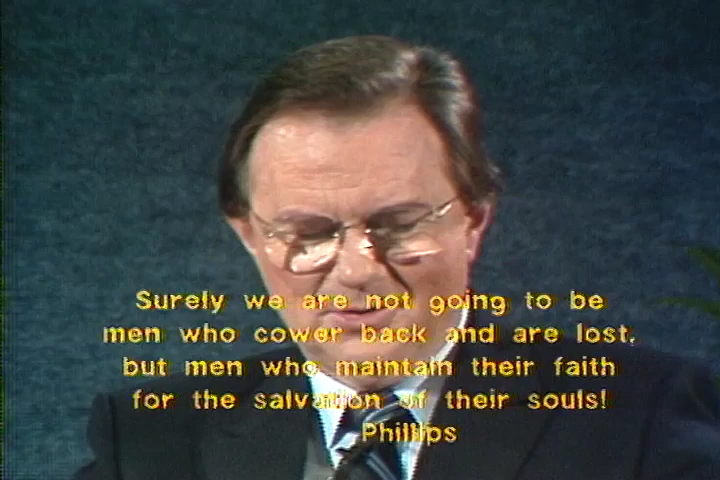 Surely we are not going to be
men who cower back and are lost,
but men who maintain their faith
for the salvation of their souls!
Phillips